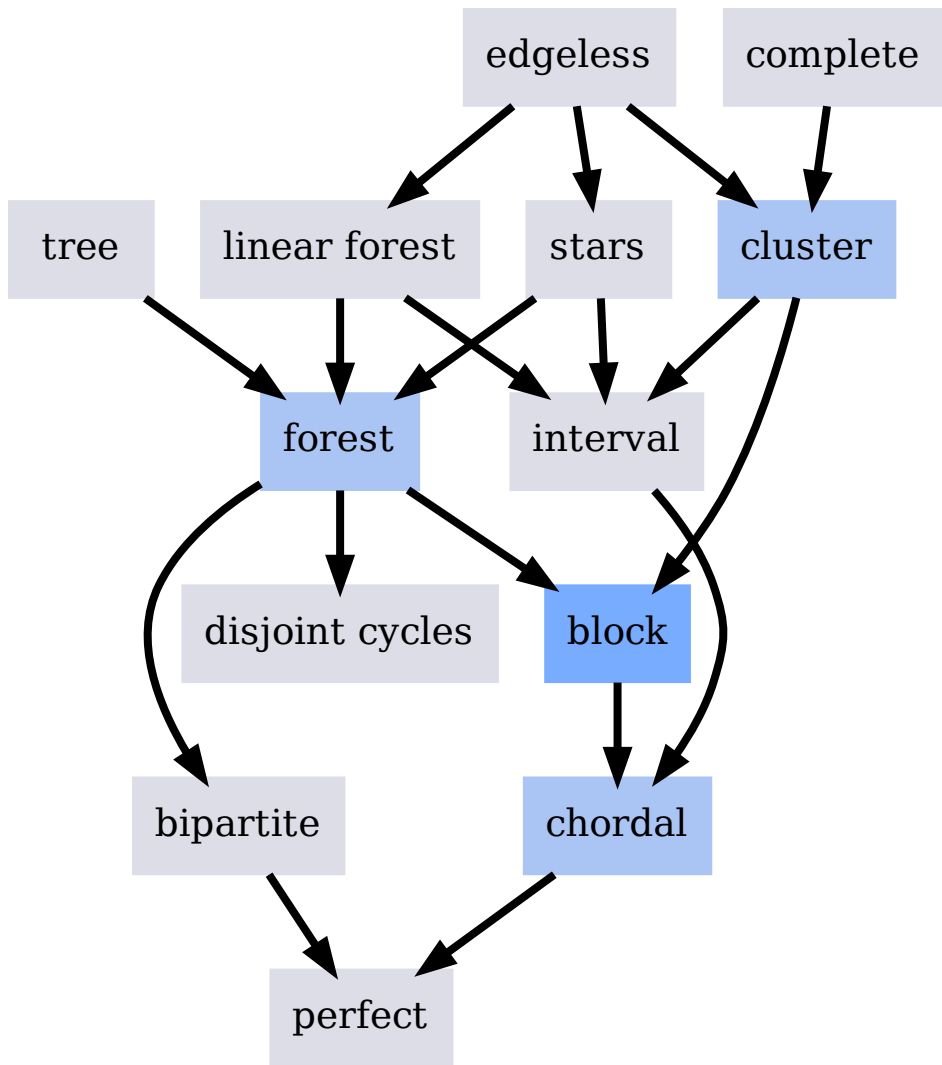 edgeless
complete
tree
linear forest
stars
cluster
forest
interval
disjoint cycles
block
bipartite
chordal
perfect